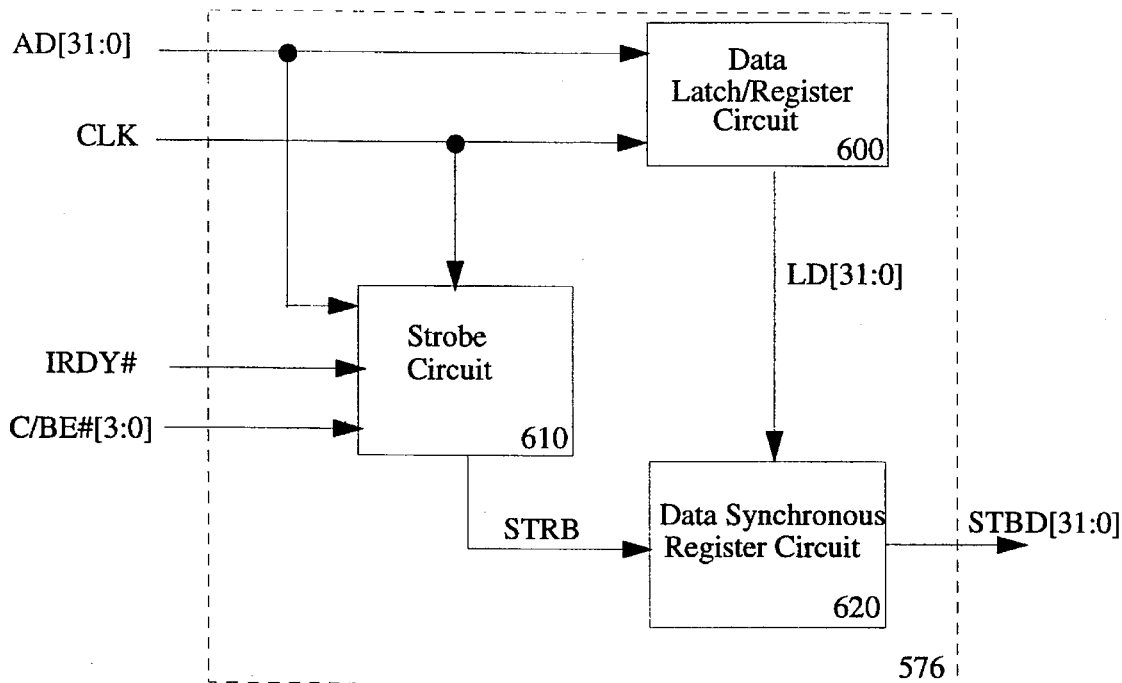 AD[31:0]
CLK
Data
Latch/Register
Circuit
600
LD[31:0]
Strobe
Circuit
610
IRDY#
C/BE#[3:0]
STRB
Data Synchronous
Register Circuit
620
STBD[31:0]
576